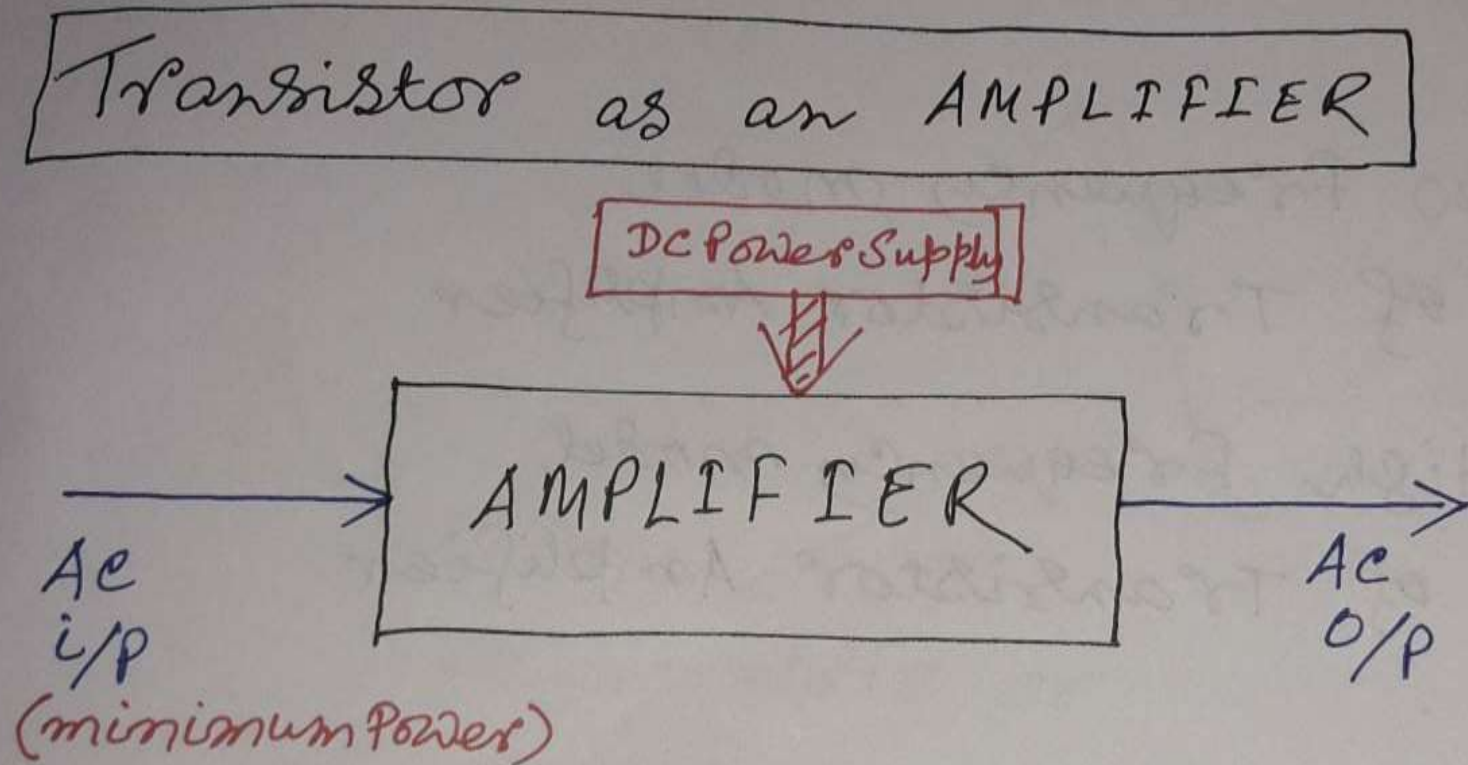 Transistor as an AMPLIFIER
DC Power Supply
AMPLIFIER
AC
i/p
(minimum Power)
AC
O/P